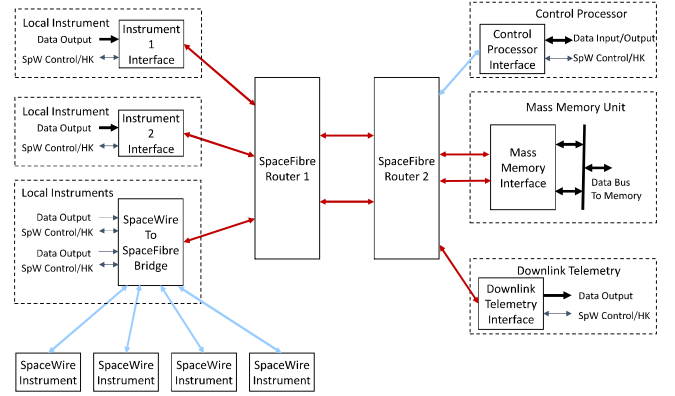 Local Instrument
Data Output
SpW Control/HK
Instrument
1
Interface
Local Instrument
Data Output
SpW Control/HK
Instrument
2
Interface
Local Instruments
Data Output
SpW Control/HK
Data Output
SpW Control/HK
SpaceWire
To
SpaceFibre
Bridge
SpaceWire
Instrument
SpaceWire
Instrument
SpaceWire
Instrument
SpaceWire
Instrument
SpaceFibre
Router 1
SpaceFibre
Router 2
Control Processor
Control
Processor
Interface
Data Input/Output
SpW Control/HK
Mass Memory Unit
Mass
Memory
Interface
Data Bus
To Memory
Downlink Telemetry
Downlink
Telemetry
Interface
Data Output
SpW Control/HK